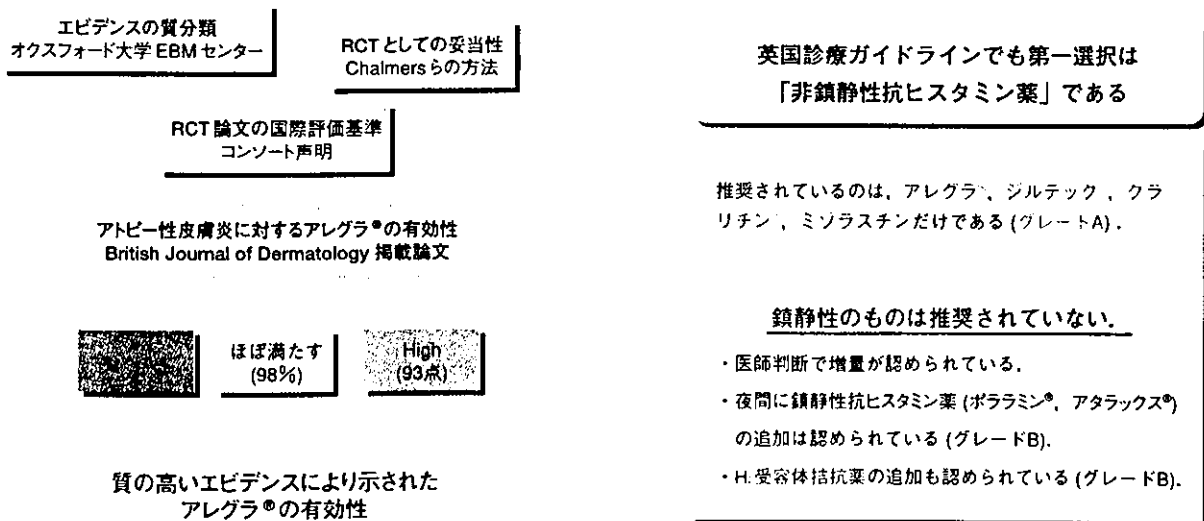 エビデンスの質分類
オクスフォード大学 EBM センター
RCT としての妥当性
Chalmers らの方法
RCT 論文の国際評価基準
コンソート声明
アトピー性皮膚炎に対するアレグラ®の有効性
British Journal of Dermatology 掲載論文
ほぼ満たす
(98%)
High
(93点)
質の高いエビデンスにより示された
アレグラ®の有効性
英国診療ガイドラインでも第一選択は
「非鎮静性抗ヒスタミン薬」である
推奨されているのは, アレグラ, ジルテック, クラ
リチン, ミゾラスチンだけである (グレードA).
鎮静性のものは推奨されていない.
・医師判断で増量が認められている.
・夜間に鎮静性抗ヒスタミン薬 (ポララミン®, アタラックス®)
の追加は認められている (グレードB).
・H 受容体拮抗薬の追加も認められている (グレードB).